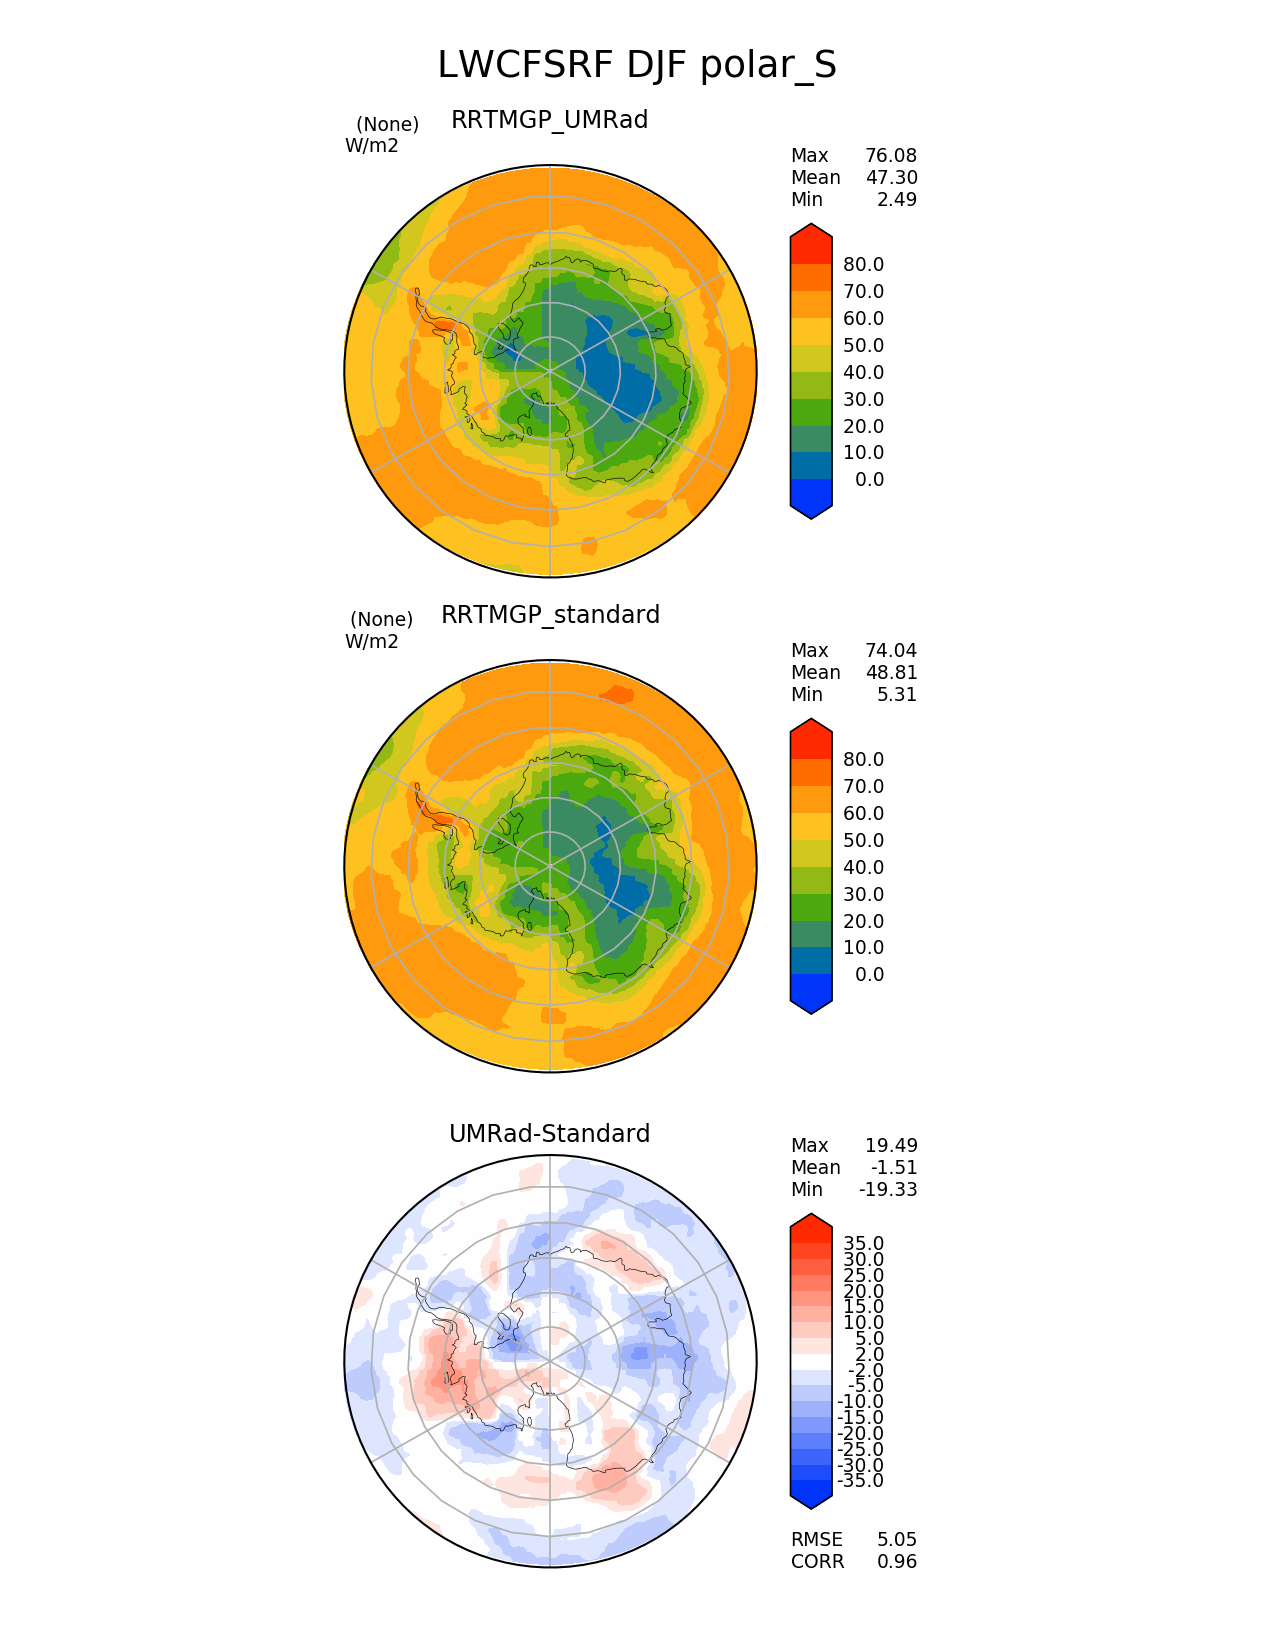 LWCFSRF DJF polar_S
(None) RRTMGP_UMRad
W/m2
Max 76.08
Mean 47.30
Min 2.49
80.0
70.0
60.0
50.0
40.0
30.0
20.0
10.0
0.0
(None) RRTMGP_standard
W/m2
Max 74.04
Mean 48.81
Min 5.31
80.0
70.0
60.0
50.0
40.0
30.0
20.0
10.0
0.0
UMRad-Standard
Max 19.49
Mean -1.51
Min -19.33
35.0
30.0
25.0
20.0
15.0
10.0
5.0
2.0
-2.0
-5.0
-10.0
-15.0
-20.0
-25.0
-30.0
-35.0
RMSE 5.05
CORR 0.96